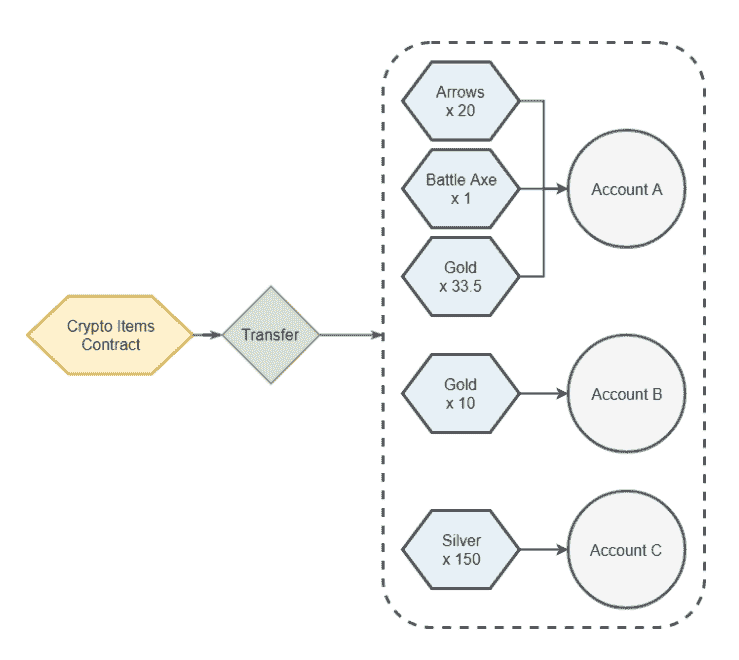 Crypto Items
Contract
Transfer
Arrows
x 20
Battle Axe
x 1
Gold
x 33.5
Account A
Gold
x 10
Account B
Silver
x 150
Account C